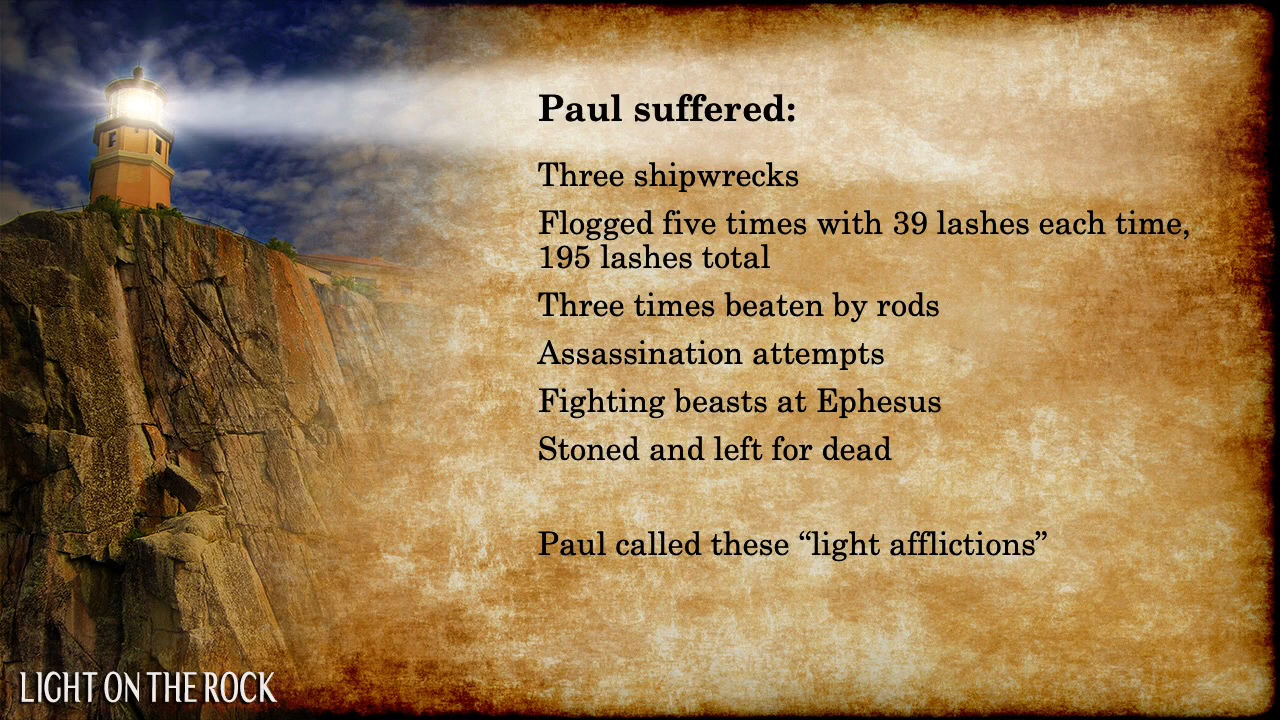 Paul suffered:
Three shipwrecks
Flogged five times with 39 lashes each time,
195 lashes total
Three times beaten by rods
Assassination attempts
Fighting beasts at Ephesus
Stoned and left for dead
Paul called these “light afflictions”
LIGHT ON THE ROCK